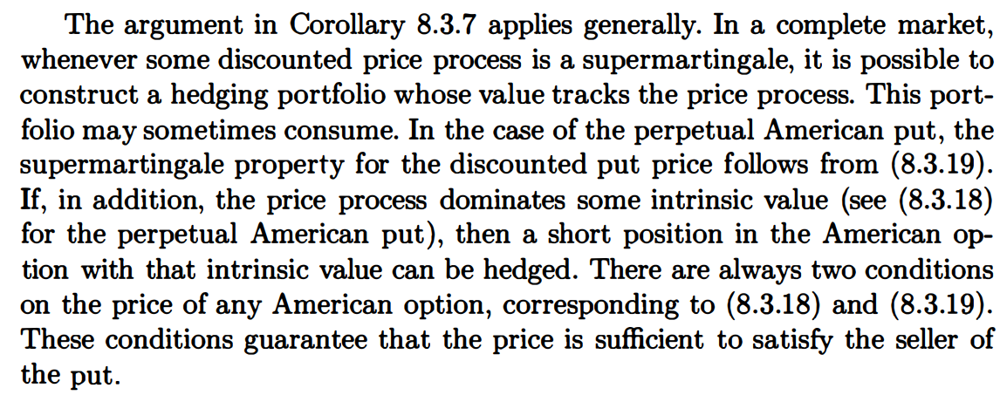 The argument in Corollary 8.3.7 applies generally. In a complete market,
whenever some discounted price process is a supermartingale, it is possible to
construct a hedging portfolio whose value tracks the price process. This port-
folio may sometimes consume. In the case of the perpetual American put, the
supermartingale property for the discounted put price follows from (8.3.19).
If, in addition, the price process dominates some intrinsic value (see (8.3.18)
for the perpetual American put), then a short position in the American op-
tion with that intrinsic value can be hedged. There are always two conditions
on the price of any American option, corresponding to (8.3.18) and (8.3.19).
These conditions guarantee that the price is sufficient to satisfy the seller of
the put.